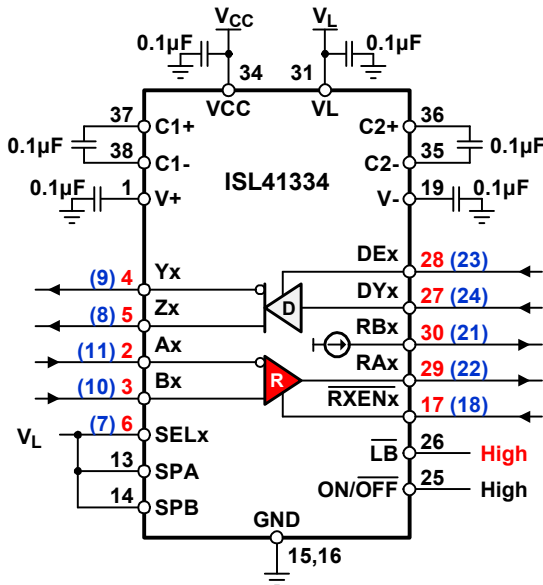 VCC VL
0.1µF 0.1µF
34 31
VCC VL
37 C1+ C2+ 36
0.1µF 0.1µF
38 C1- C2- 35
ISL41334
0.1µF 1 V+ V- 19 0.1µF
DEx 28 (23)
(9) 4 Yx
D DYx 27 (24)
(8) 5 Zx
RBx 30 (21)
(11) 2 Ax
R RAx 29 (22)
(10) 3 Bx
RXENx 17 (18)
VL (7) 6 SELx
LB 26 High
13 SPA
ON/OFF 25 High
14 SPB
GND
15,16